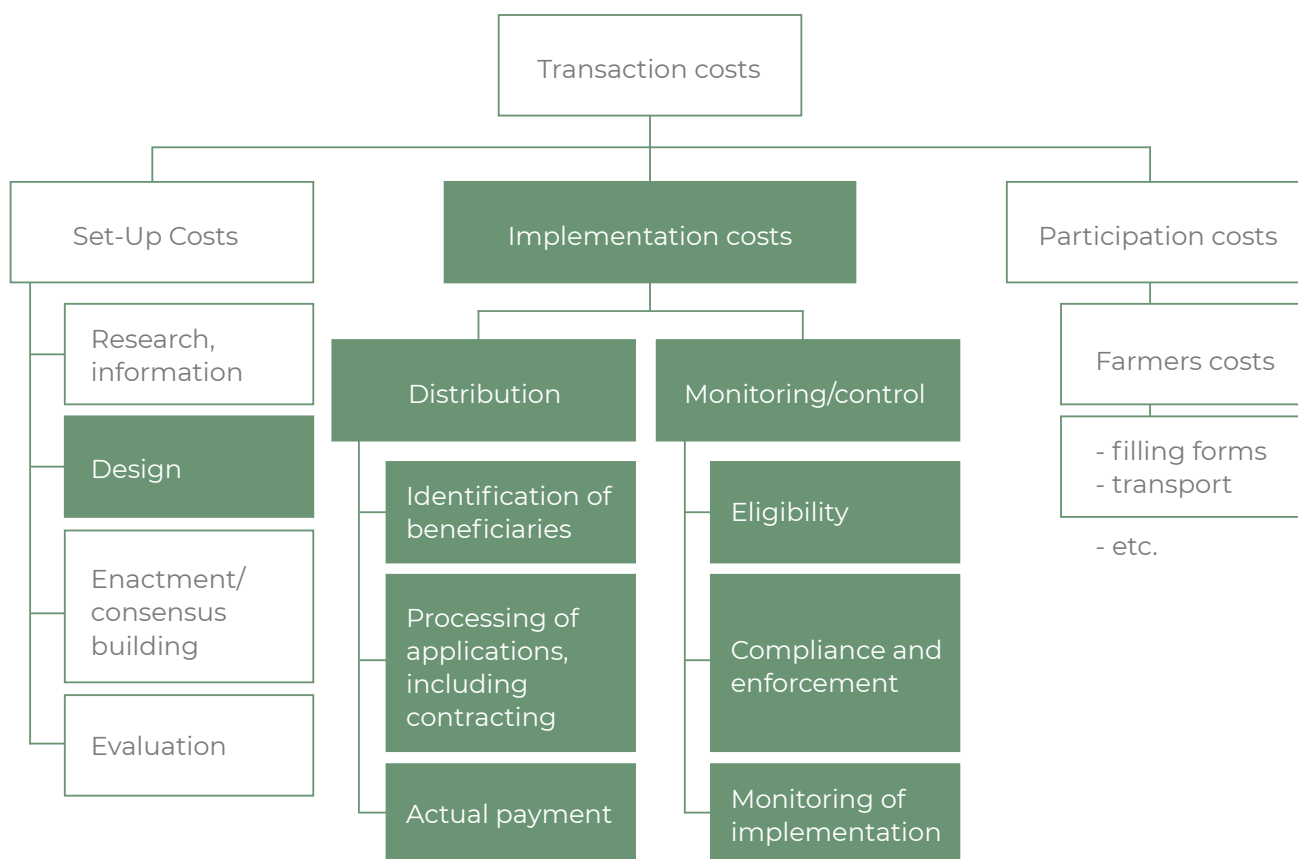 Transaction costs
Set-Up Costs
Research,
information
Design
Enactment/
consensus
building
Evaluation
Implementation costs
Distribution
Identification of
beneficiaries
Processing of
applications,
including
contracting
Actual payment
Monitoring/control
Eligibility
Compliance and
enforcement
Monitoring of
implementation
Participation costs
Farmers costs
- filling forms
- transport
- etc.